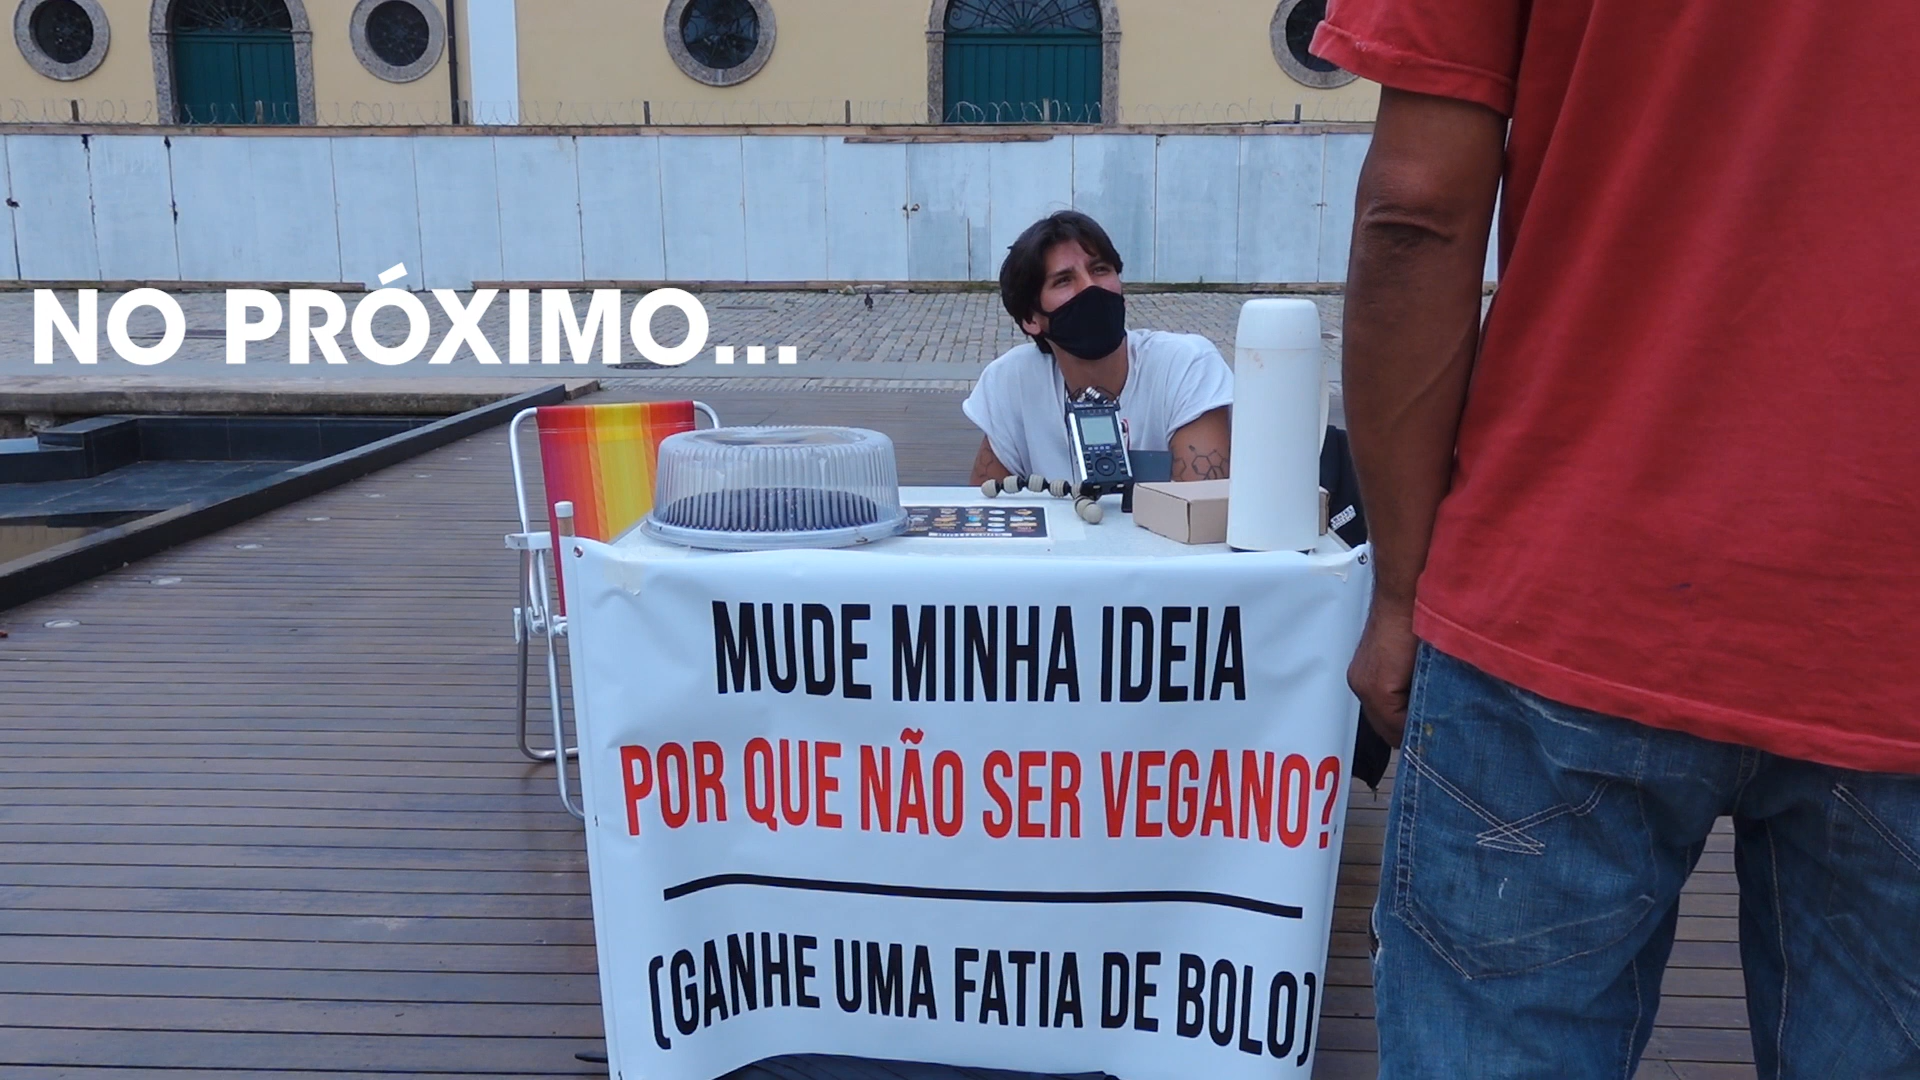 NO PRÓXIMO...
MUDE MINHA IDEIA
POR QUE NÃO SER VEGANO?
(GANHE UMA FATIA DE BOLO)